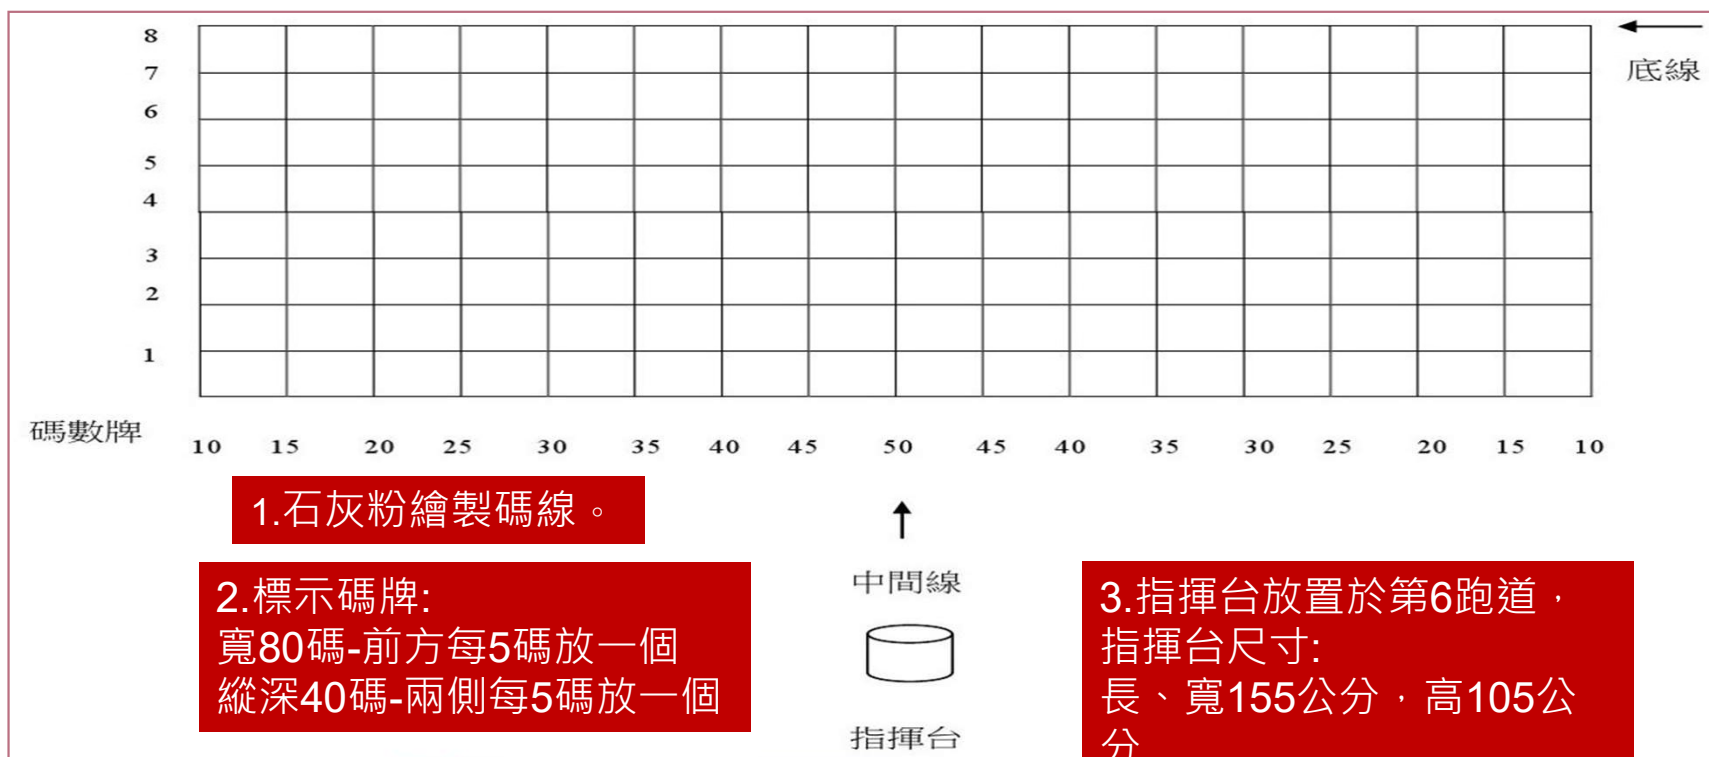 8
底線
7
6
5
4
3
2
1
碼數牌
10 15 20 25 30 35 40 45 50 45 40 35 30 25 20 15 10
1.石灰粉繪製碼線。
中間線
2.標示碼牌:
寬80碼-前方每5碼放一個
縱深40碼-兩側每5碼放一個
3.指揮台放置於第6跑道，
指揮台尺寸:
長、寬155公分，高105公
分
指揮台